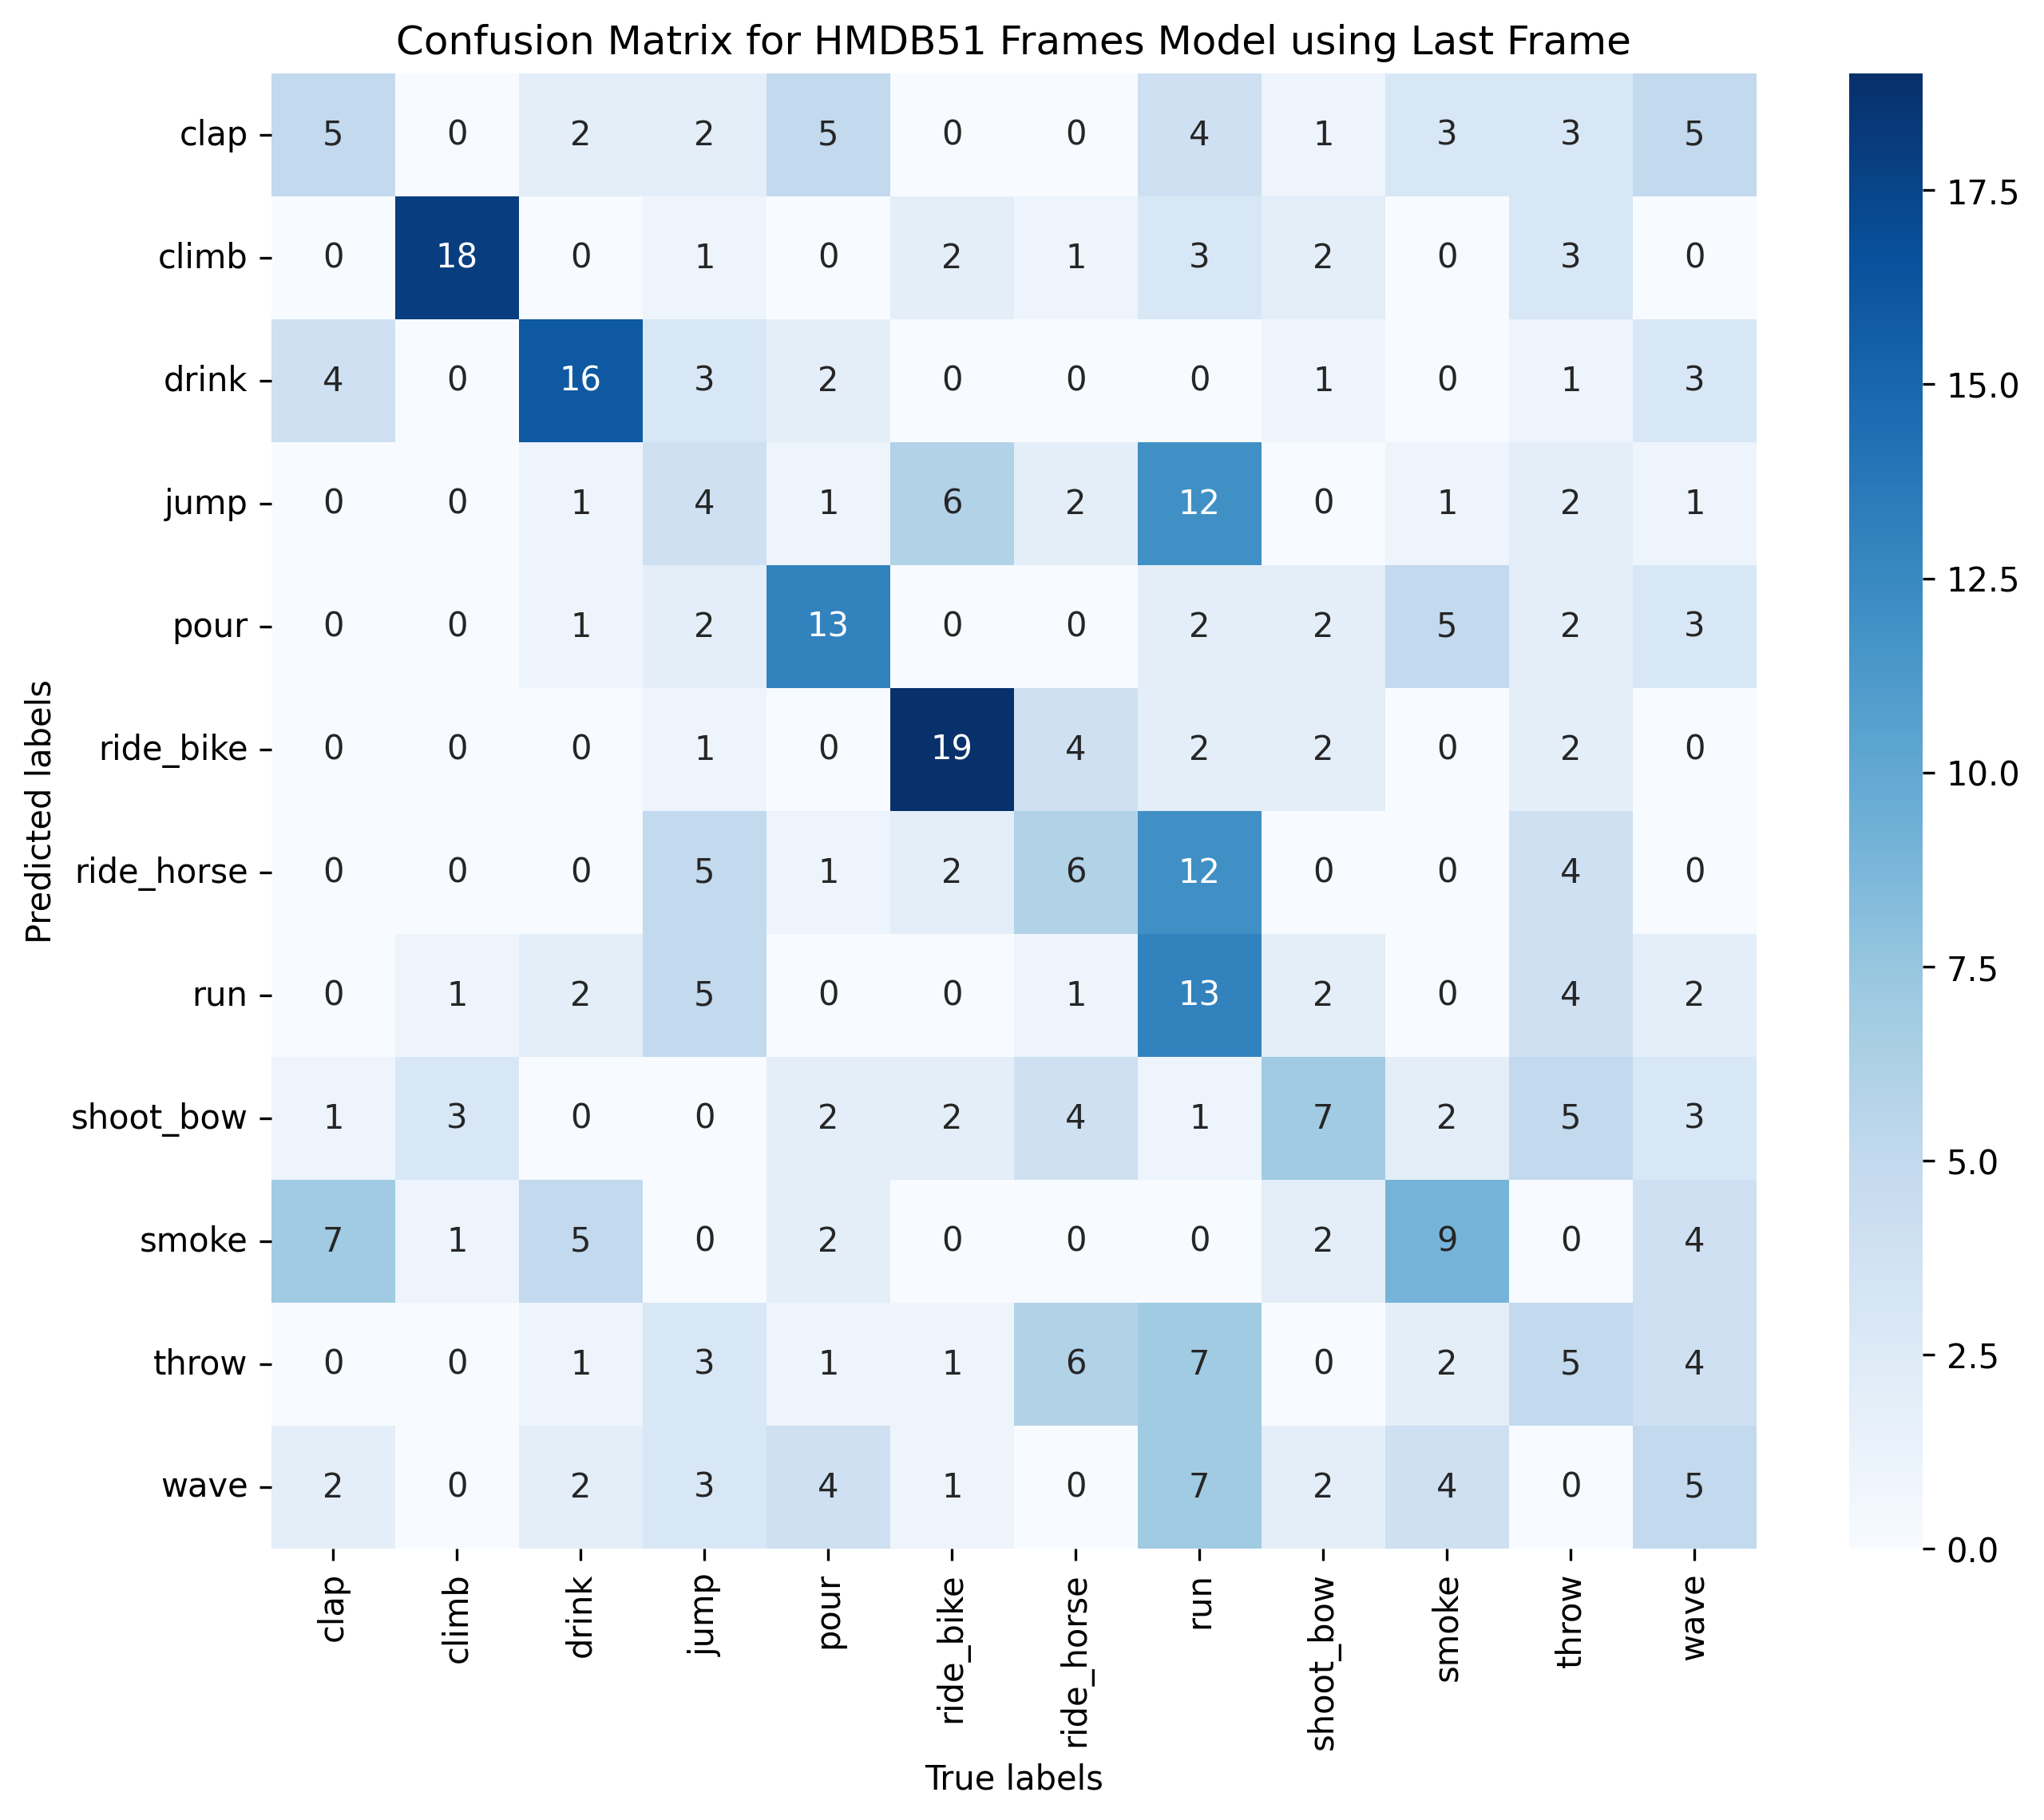 Confusion Matrix for HMDB51 Frames Model using Last Frame
Predicted labels
clap 5 0 2 2 5 0 0 4 1 3 3 5
climb 0 18 0 1 0 2 1 3 2 0 3 0
drink 4 0 16 3 2 0 0 0 1 0 1 3
jump 0 0 1 4 1 6 2 12 0 1 2 1
pour 0 0 1 2 13 0 0 2 2 5 2 3
ride_bike 0 0 0 1 0 19 4 2 2 0 2 0
ride_horse 0 0 0 5 1 2 6 12 0 0 4 0
run 0 1 2 5 0 0 1 13 2 0 4 2
shoot_bow 1 3 0 0 2 2 4 1 7 2 5 3
smoke 7 1 5 0 2 0 0 0 2 9 0 4
throw 0 0 1 3 1 1 6 7 0 2 5 4
wave 2 0 2 3 4 1 0 7 2 4 0 5
clap climb drink jump pour ride_bike ride_horse run shoot_bow smoke throw wave
True labels
17.5
15.0
12.5
10.0
7.5
5.0
2.5
0.0